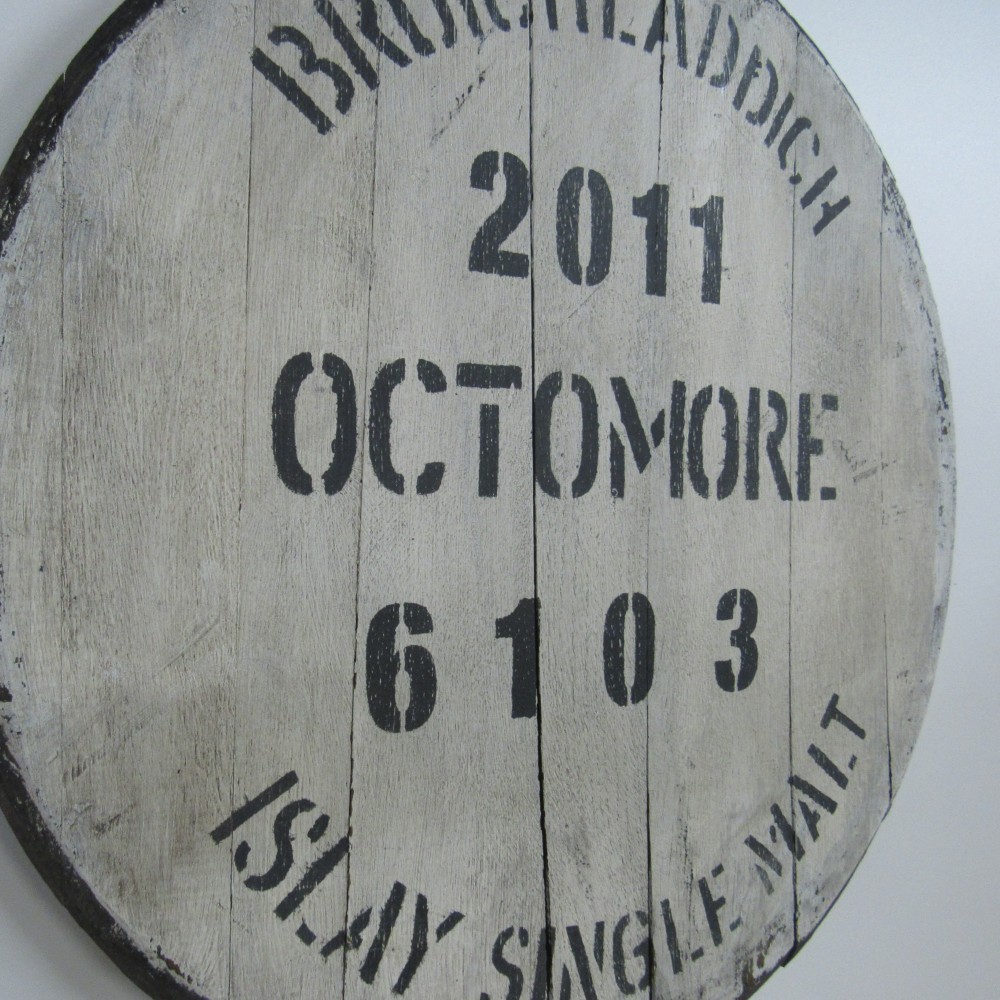 BRUICHLADDICH
2011
OCTOMORE
6103
ISLAY SINGLE MALT